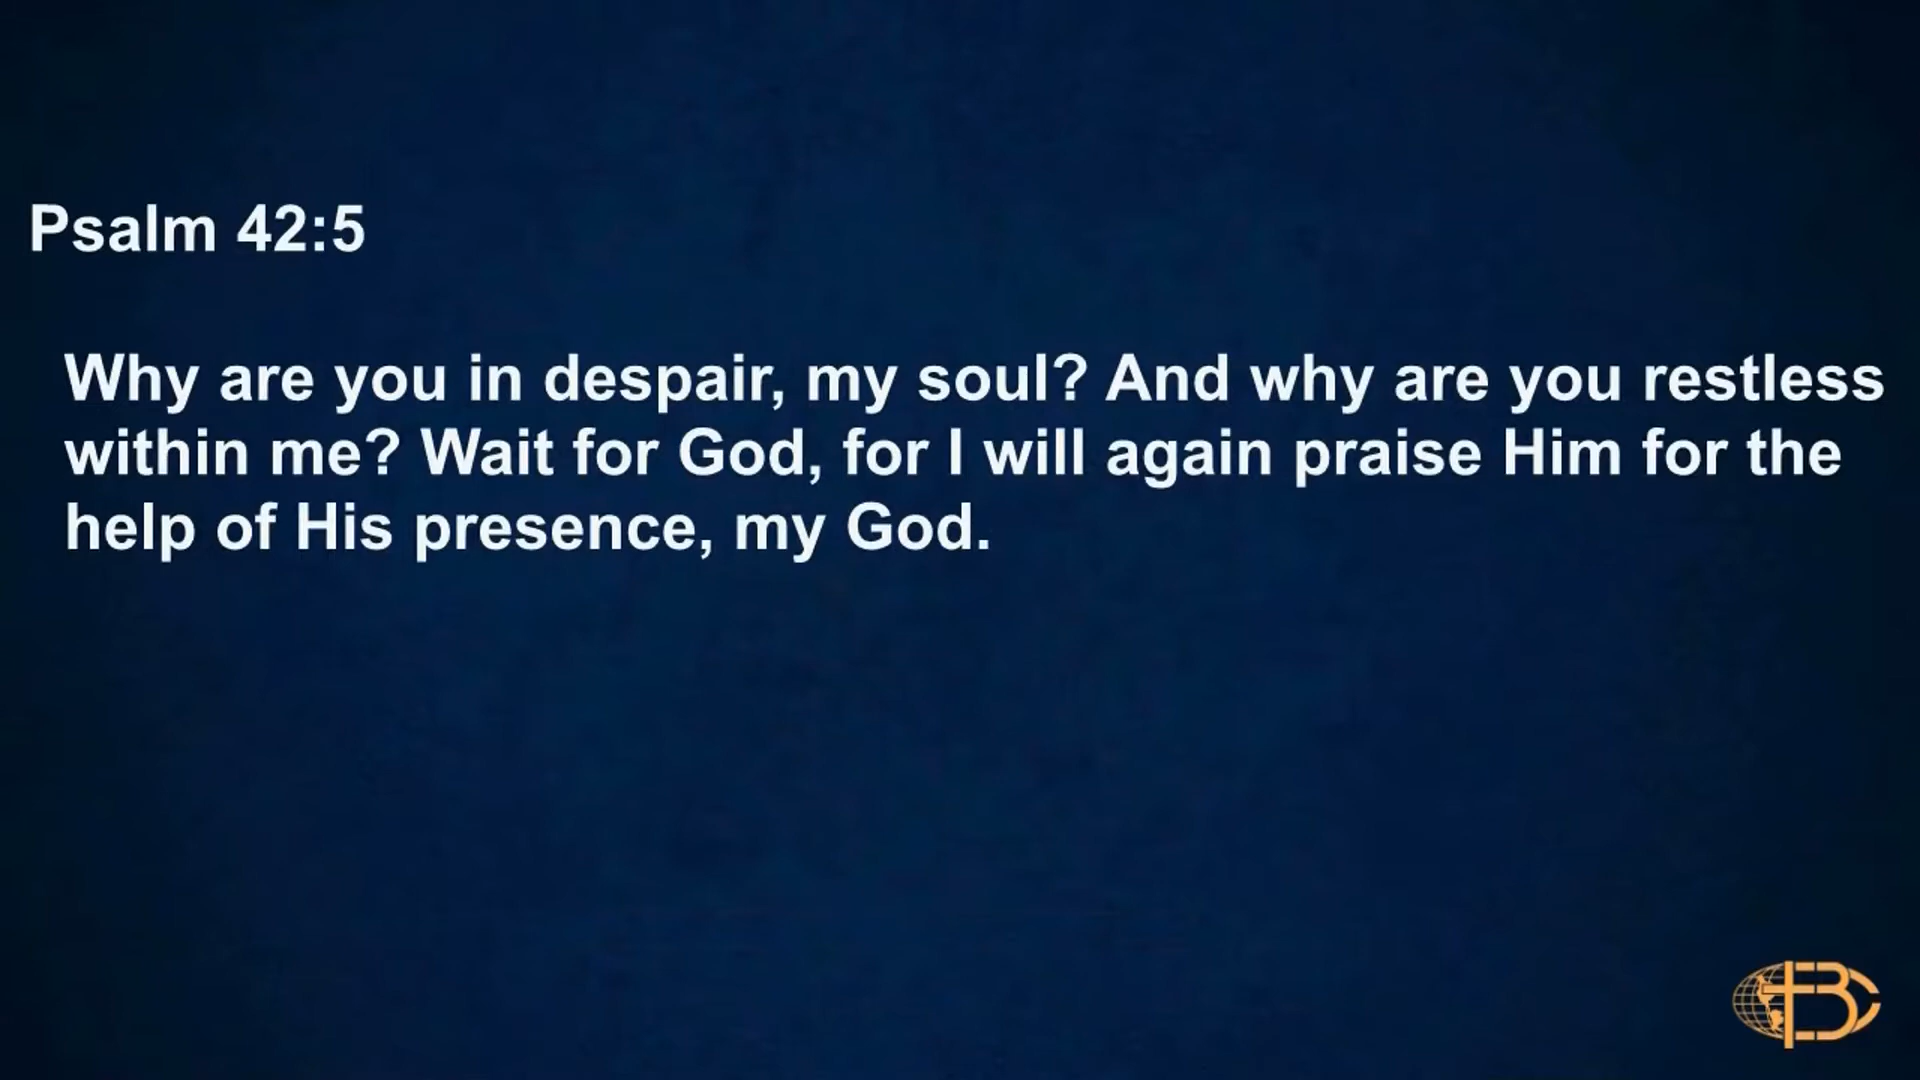 Psalm 42:5
Why are you in despair, my soul? And why are you restless
within me? Wait for God, for I will again praise Him for the
help of His presence, my God.
BC